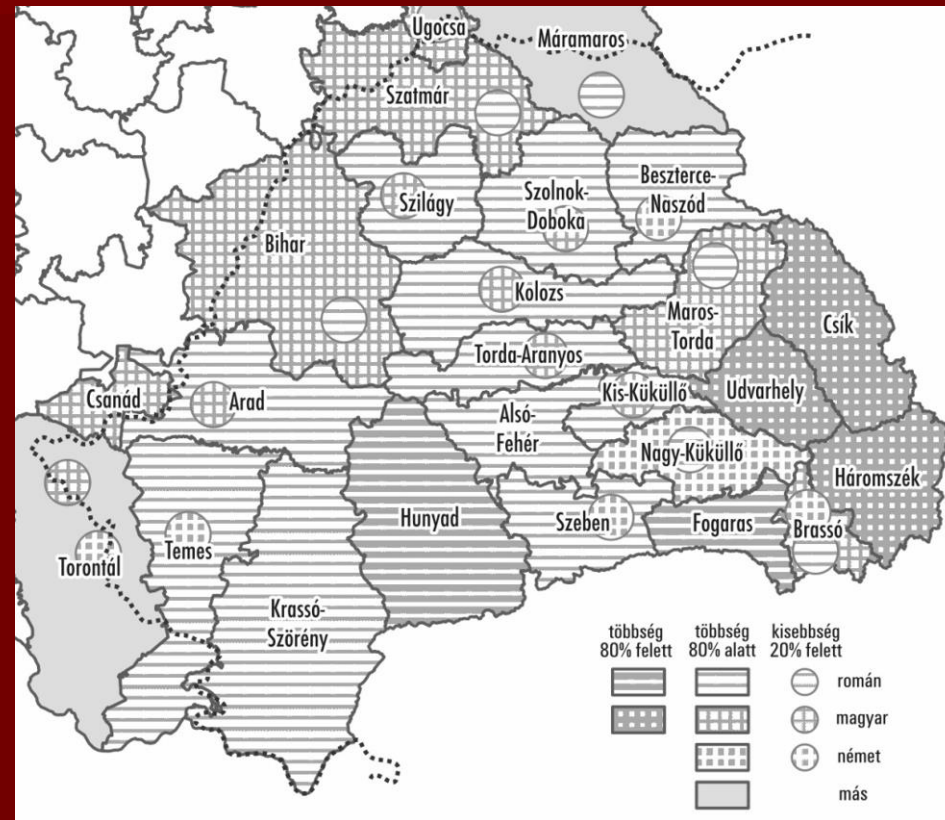 Ugocsa
Máramaros
Szatmár
Beszterce-
Naszód
Szilágy
Szolnok-
Doboka
Bihar
Kolozs
Maros-
Torda
Csík
Torda-Aranyos
Udvarhely
Csanád
Arad
Kis-Küküllő
Alsó-
Fehér
Nagy-Küküllő
Háromszék
Hunyad
Szeben
Fogaras
Brassó
Torontál
Temes
Krassó-
Szörény
többség
80% felett
többség
80% alatt
kisebbség
20% felett
román
magyar
német
más